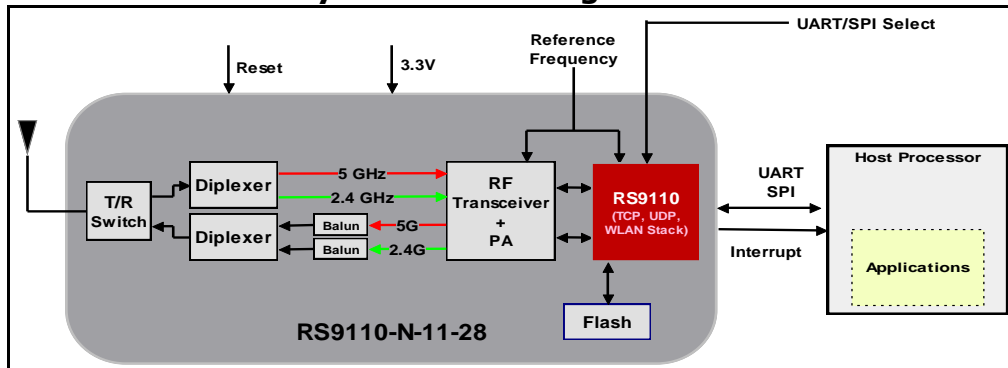 UART/SPI Select
Reference
Frequency
Reset
3.3V
Host Processor
5 GHz
Diplexer
RF
Transceiver
+
PA
RS9110
(TCP, UDP,
WLAN Stack)
UART
SPI
T/R
Switch
2.4 GHz
Diplexer
Balun
5G
Balun
2.4G
Interrupt
Applications
Flash
RS9110-N-11-28